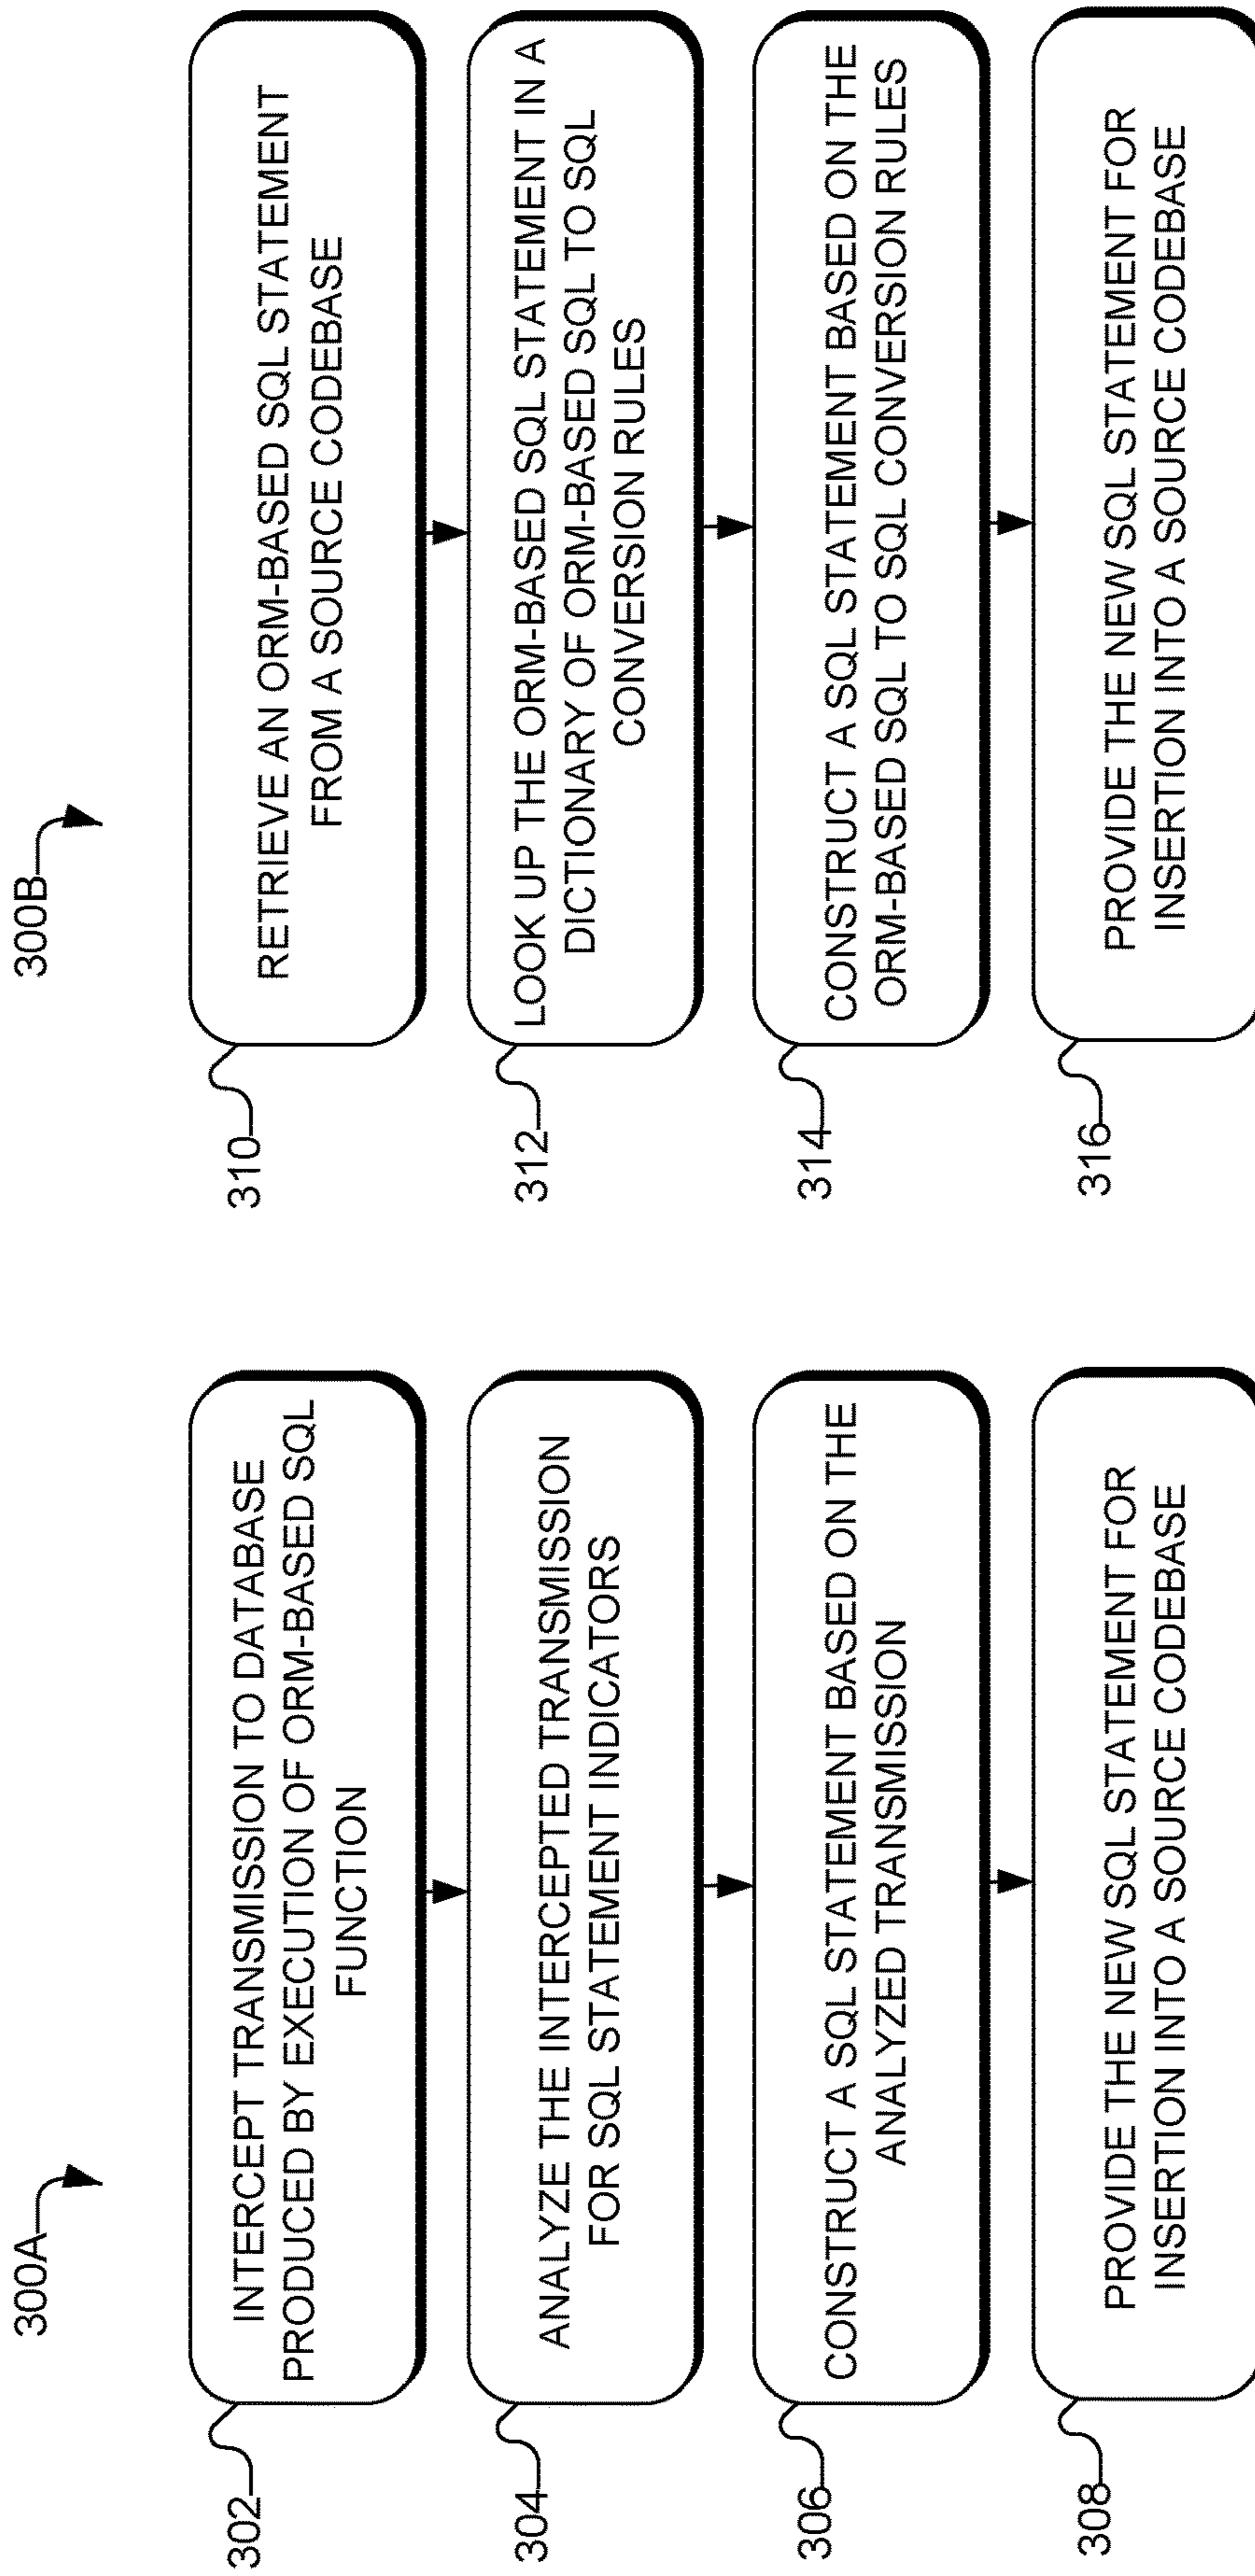 300A
302
INTERCEPT TRANSMISSION TO DATABASE
PRODUCED BY EXECUTION OF ORM-BASED SQL
FUNCTION
304
ANALYZE THE INTERCEPTED TRANSMISSION
FOR SQL STATEMENT INDICATORS
306
CONSTRUCT A SQL STATEMENT BASED ON THE
ANALYZED TRANSMISSION
308
PROVIDE THE NEW SQL STATEMENT FOR
INSERTION INTO A SOURCE CODEBASE
300B
310
RETRIEVE AN ORM-BASED SQL STATEMENT
FROM A SOURCE CODEBASE
312
LOOK UP THE ORM-BASED SQL STATEMENT IN A
DICTIONARY OF ORM-BASED SQL TO SQL
CONVERSION RULES
314
CONSTRUCT A SQL STATEMENT BASED ON THE
ORM-BASED SQL TO SQL CONVERSION RULES
316
PROVIDE THE NEW SQL STATEMENT FOR
INSERTION INTO A SOURCE CODEBASE